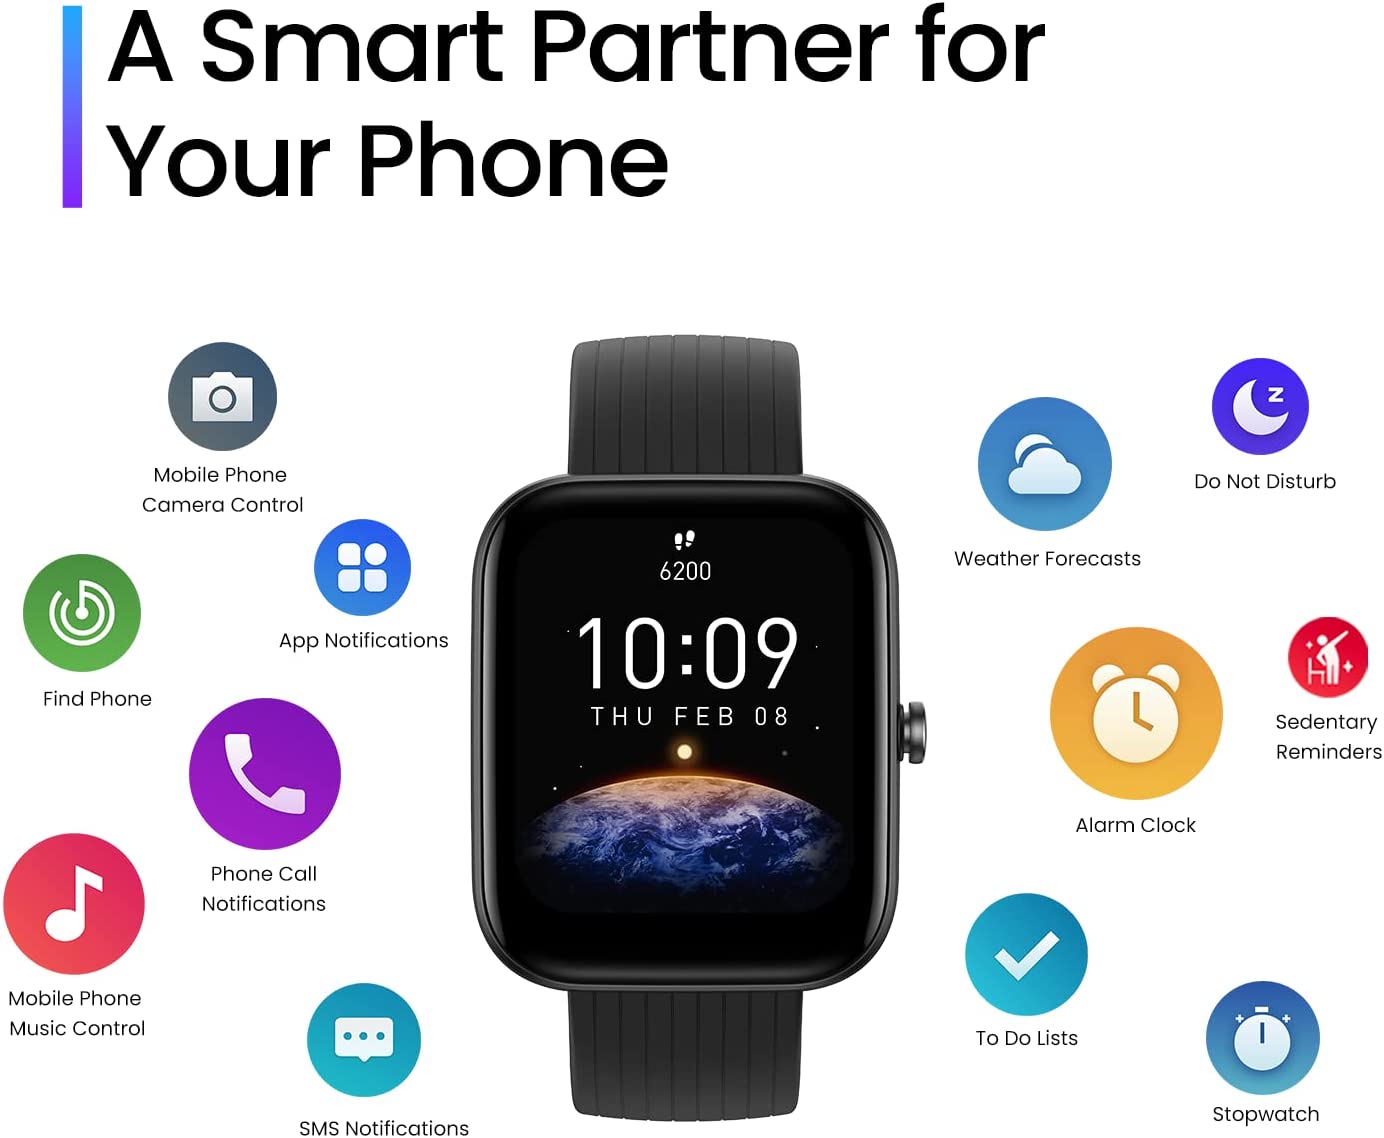 A Smart Partner for
Your Phone
Mobile Phone
Camera Control
App Notifications
Find Phone
Phone Call
Notifications
Mobile Phone
Music Control
SMS Notifications
6200
10:09
THU FEB 08
Weather Forecasts
Z
Do Not Disturb
Alarm Clock
Sedentary
Reminders
To Do Lists
Stopwatch